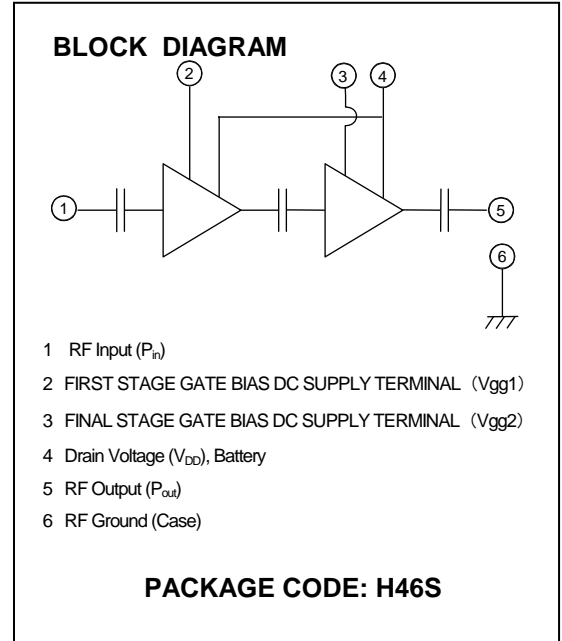 BLOCK DIAGRAM
2
3
4
1
5
6
1 RF Input (Pin)
2 FIRST STAGE GATE BIAS DC SUPPLY TERMINAL （Vgg1）
3 FINAL STAGE GATE BIAS DC SUPPLY TERMINAL （Vgg2）
4 Drain Voltage (VDD), Battery
5 RF Output (Pout)
6 RF Ground (Case)
PACKAGE CODE: H46S